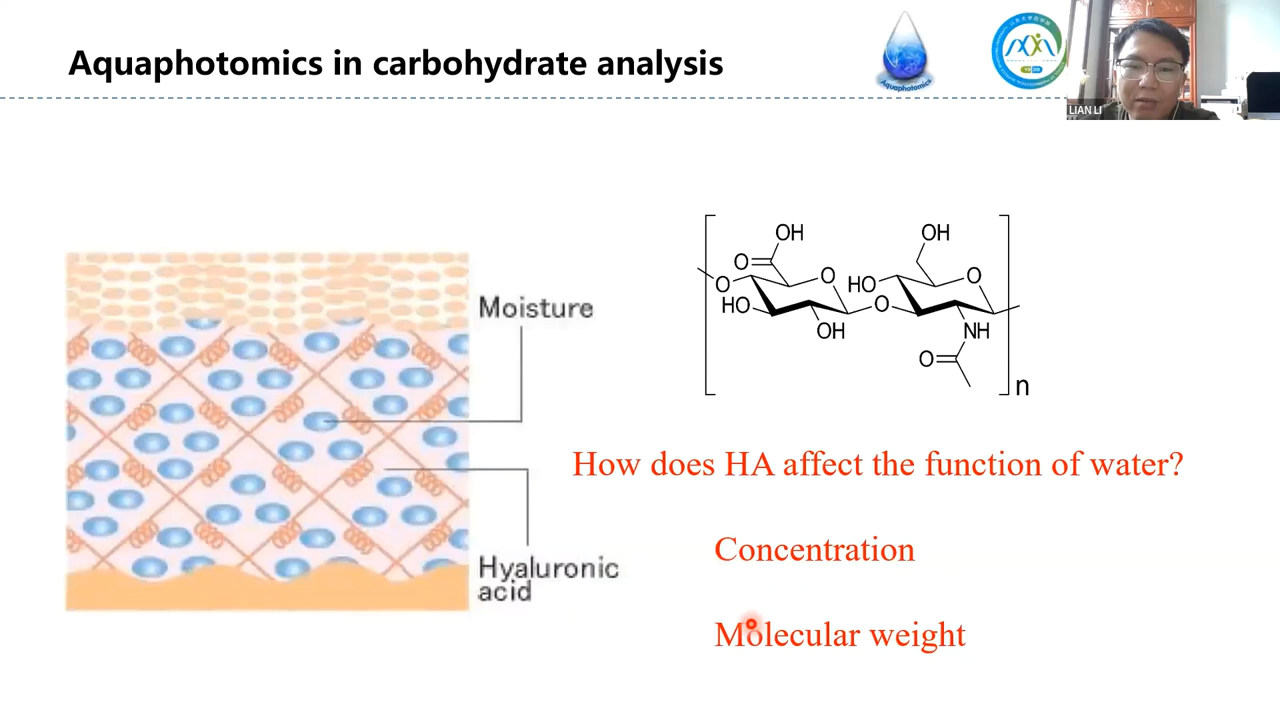 Aquaphotomics in carbohydrate analysis
Aquaphotomics
LIAN LI
Moisture
Hyaluronic
acid
OH
OH
O
O
HO
O
O
HO
O
OH
NH
O
n
How does HA affect the function of water?
Concentration
Molecular weight